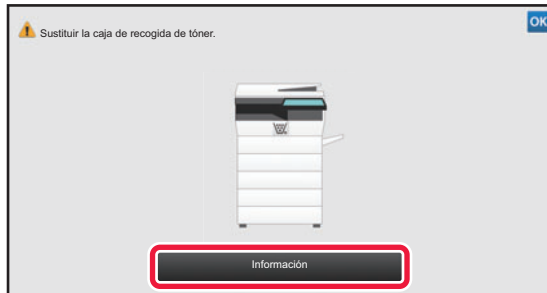 Sustituir la caja de recogida de tóner.
OK
Información